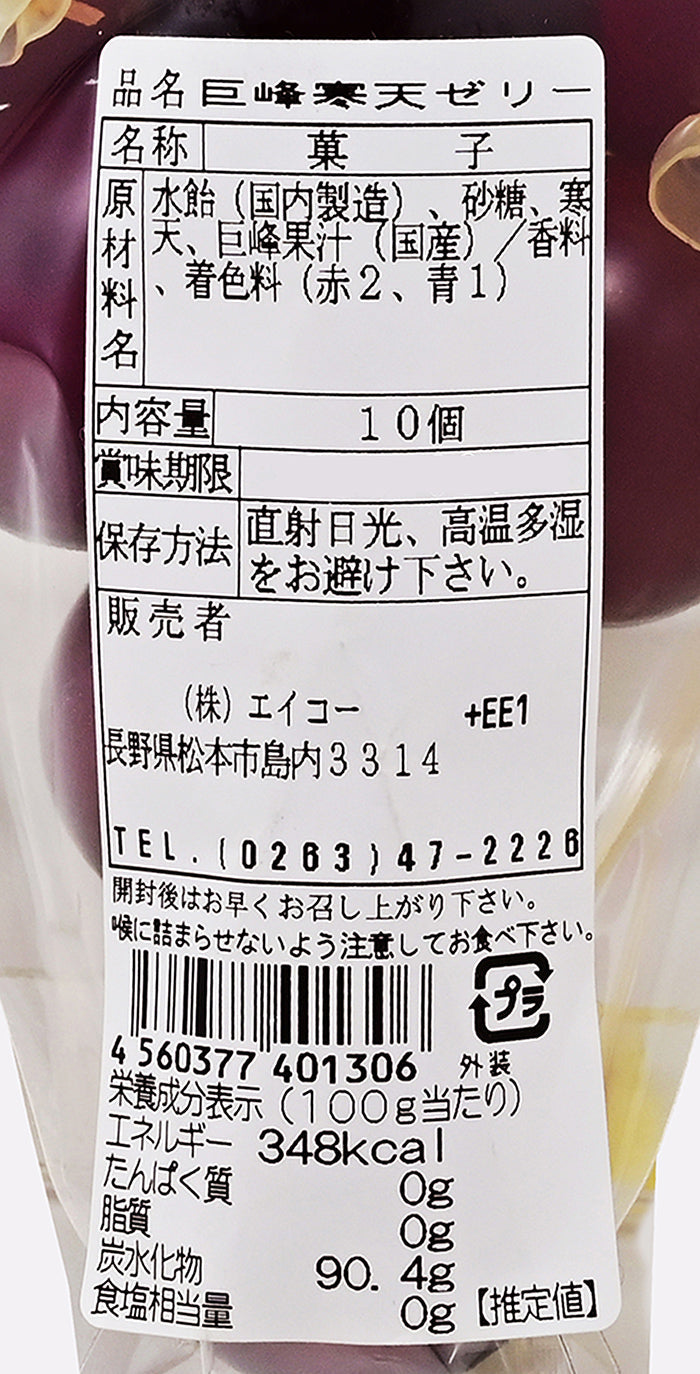 品名 巨峰寒天ゼリー
名称 菓子
原材料名 水飴（国内製造）、砂糖、寒
天、巨峰果汁（国産）／香料
、着色料（赤2、青1）
内容量 10個
賞味期限
保存方法 直射日光、高温多湿
をお避け下さい。
販売者
（株）エイコー +EE1
長野県松本市島内3314
TEL.(0263)47-2226
開封後はお早くお召し上がり下さい。
喉に詰まらせないよう注意してお食べ下さい。
プラ
外装
4 560377 401306
栄養成分表示（100g当たり）
エネルギー 348kcal
たんぱく質 0g
脂質 0g
炭水化物 90.4g
食塩相当量 0g【推定値】